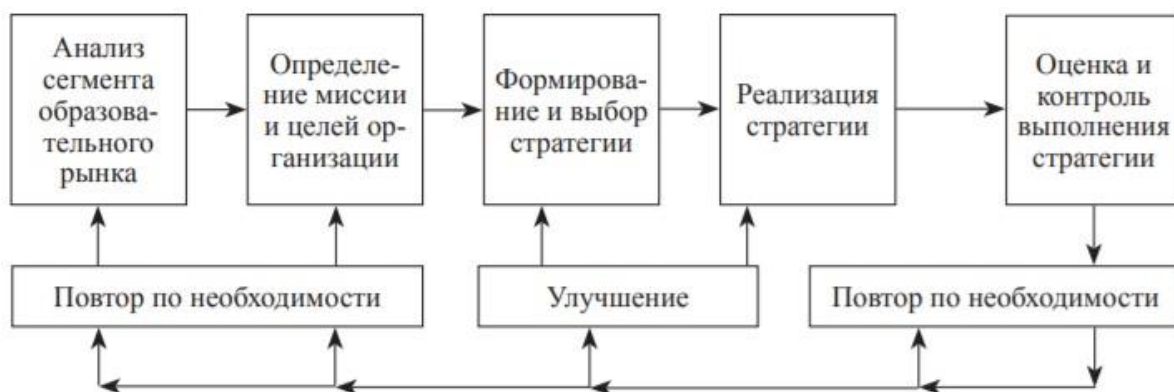 Анализ
сегмента
образова-
тельного
рынка
Определе-
ние миссии
и целей ор-
ганизации
Формирова-
ние и выбор
стратегии
Реализация
стратегии
Оценка и
контроль
выполнения
стратегии
Повтор по необходимости
Улучшение
Повтор по необходимости